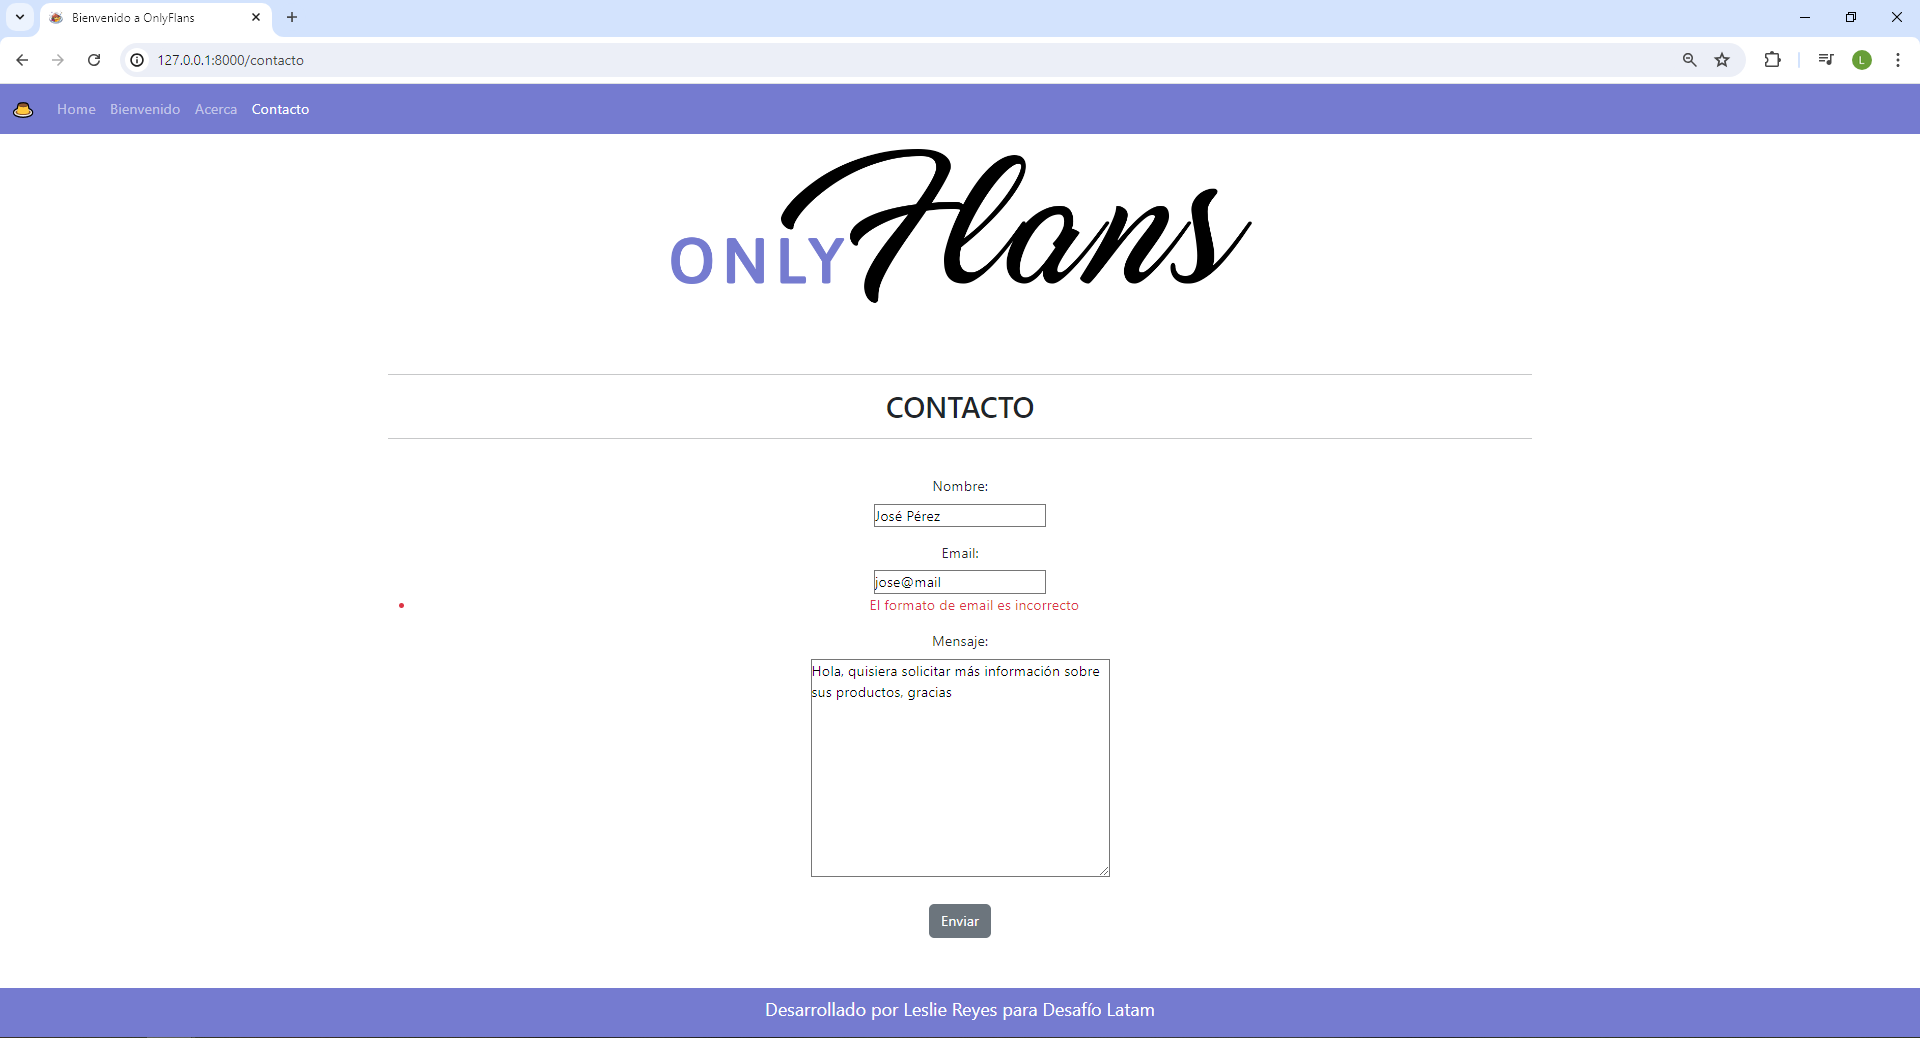 Bienvenido a OnlyFlans
127.0.0.1:8000/contacto
L
Home Bienvenido Acerca Contacto
ONLY Flans
CONTACTO
Nombre:
José Pérez
Email:
jose@mail
• El formato de email es incorrecto
Mensaje:
Hola, quisiera solicitar más información sobre
sus productos, gracias
Enviar
Desarrollado por Leslie Reyes para Desafío Latam